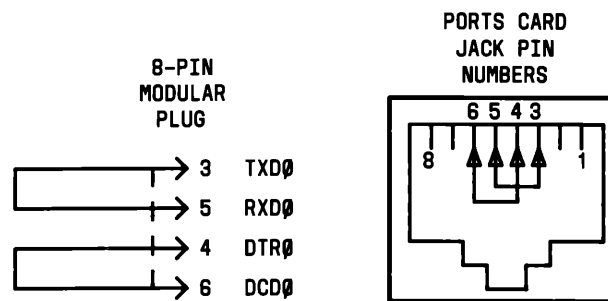 8-PIN
MODULAR
PLUG
3 TXDØ
5 RXDØ
4 DTRØ
6 DCDØ
PORTS CARD
JACK PIN
NUMBERS
6 5 4 3
8 1